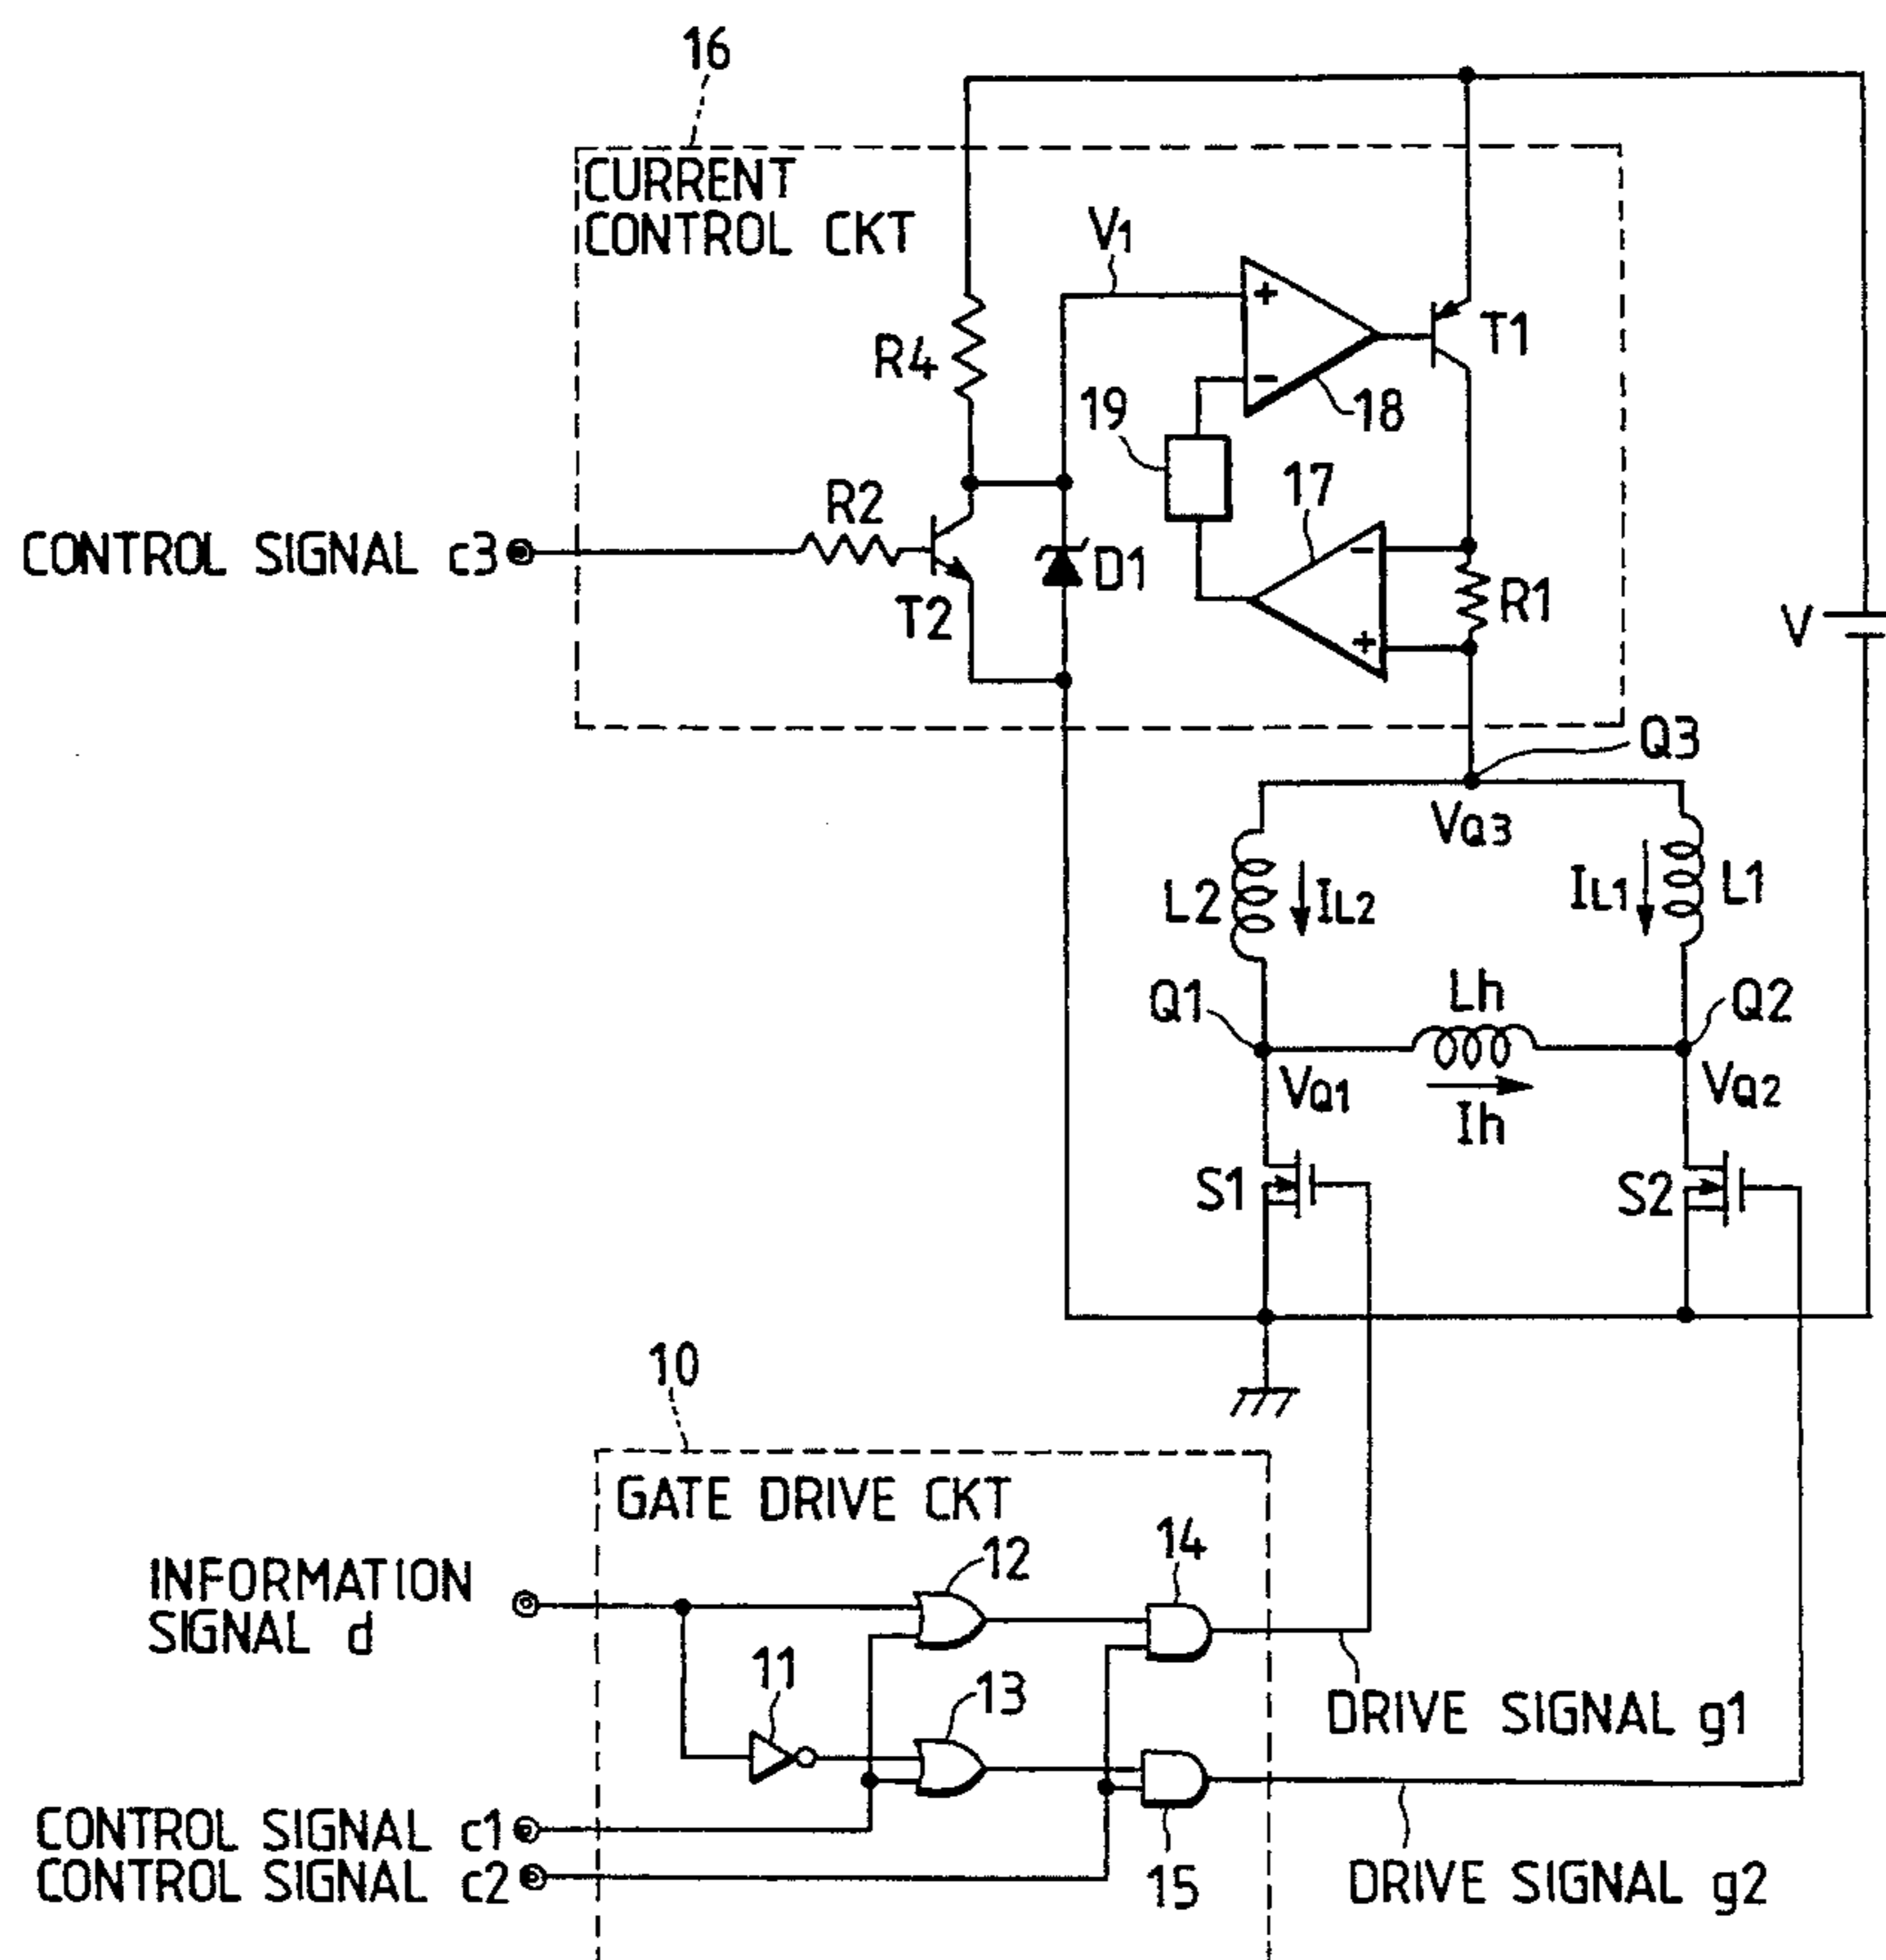 16
CURRENT
CONTROL CKT
V1
+
−
R4
T1
18
19
17
R2
CONTROL SIGNAL c3
−
D1
R1
T2
+
V
Q3
VQ3
L2
IL2
IL1
L1
Q1
Lh
Q2
VQ1
VQ2
Ih
S1
S2
10
GATE DRIVE CKT
INFORMATION
SIGNAL d
12
14
11
13
DRIVE SIGNAL g1
CONTROL SIGNAL c1
CONTROL SIGNAL c2
15
DRIVE SIGNAL g2